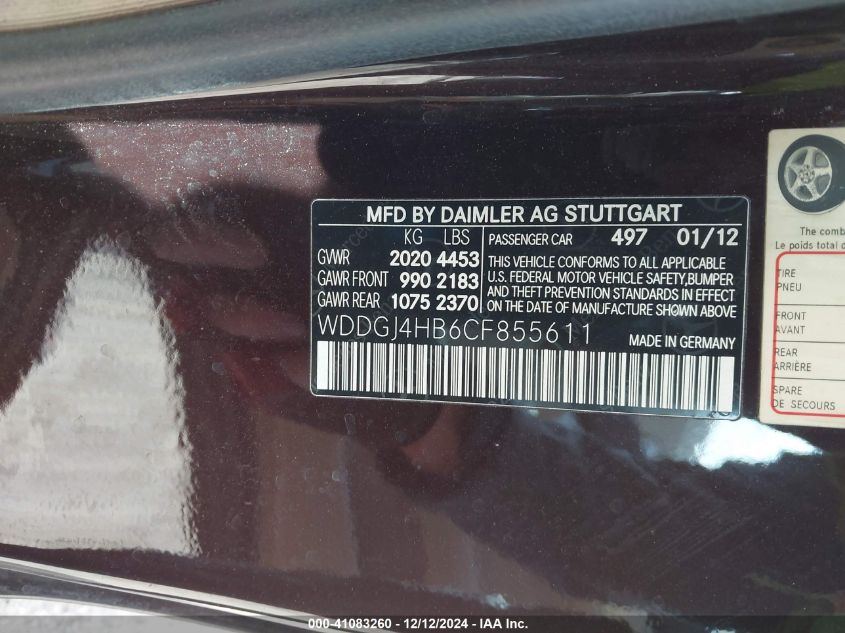 MFD BY DAIMLER AG STUTTGART
KG LBS
GVWR 2020 4453
GAWR FRONT 990 2183
GAWR REAR 1075 2370
PASSENGER CAR 497 01/12
THIS VEHICLE CONFORMS TO ALL APPLICABLE
U.S. FEDERAL MOTOR VEHICLE SAFETY,BUMPER
AND THEFT PREVENTION STANDARDS IN EFFECT
ON THE DATE OF MANUFACTURE SHOWN ABOVE
WDDGJ4HB6CF855611
MADE IN GERMANY
The comb
Le poids total d
TIRE
PNEU
FRONT
AVANT
REAR
ARRIÈRE
SPARE
DE SECOURS
000-41083260 - 12/12/2024 - IAA Inc.